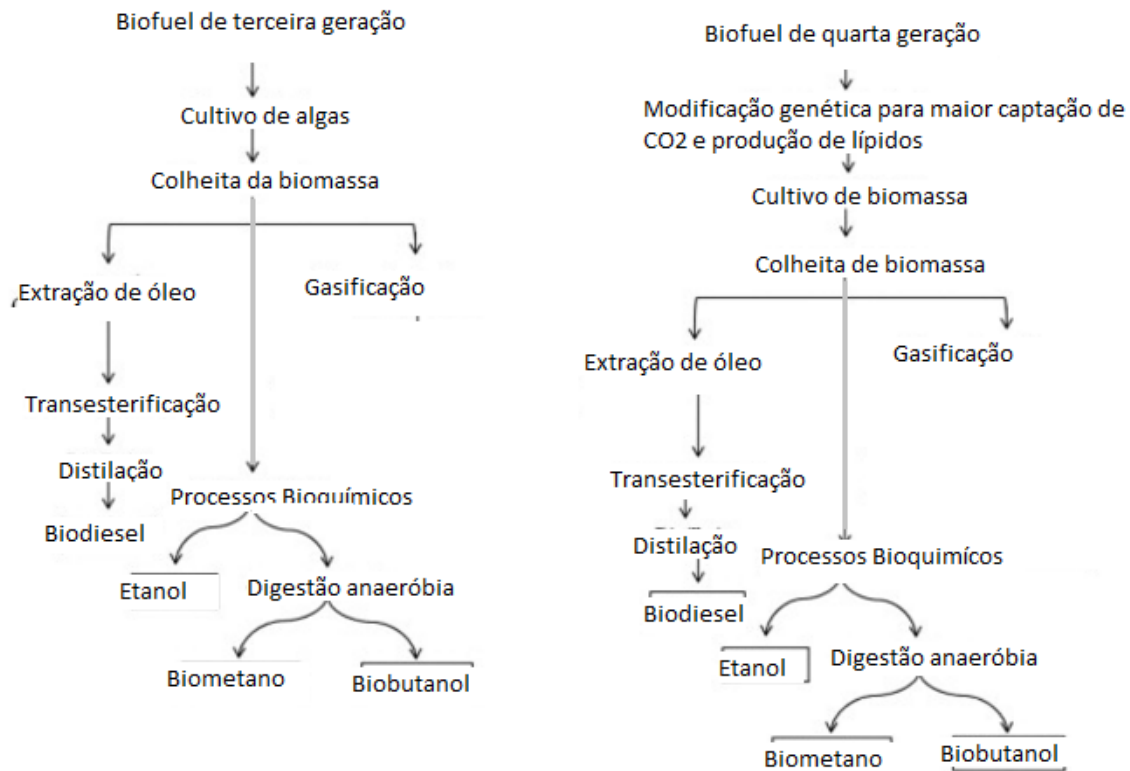 Biofuel de terceira geração
Cultivo de algas
Colheita da biomassa
Extração de óleo
Gasificação
Transesterificação
Distilação
Processos Bioquímicos
Biodiesel
Etanol
Digestão anaeróbia
Biometano
Biobutanol
Biofuel de quarta geração
Modificação genética para maior captação de
CO2 e produção de lípidos
Cultivo de biomassa
Colheita de biomassa
Extração de óleo
Gasificação
Transesterificação
Distilação
Processos Bioquimícos
Biodiesel
Etanol
Digestão anaeróbia
Biometano
Biobutanol